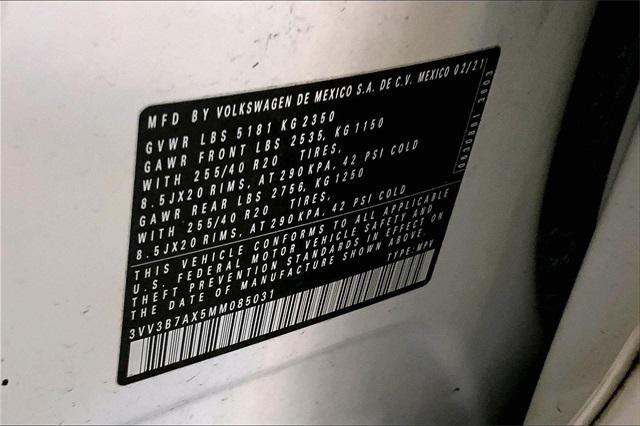 MFD BY VOLKSWAGEN DE MEXICO S.A. DE C.V. MEXICO 02/21
GVWR LBS 5181 KG 2350
GAWR FRONT LBS 2535, KG 1150
WITH 255/40 R20 TIRES,
8.5JX20 RIMS, AT 290KPA, 42 PSI COLD
GAWR REAR LBS 2756, KG 1250
WITH 255/40 R20 TIRES,
8.5JX20 RIMS, AT 290KPA, 42 PSI COLD
THIS VEHICLE CONFORMS TO ALL APPLICABLE
U.S. FEDERAL MOTOR VEHICLE SAFETY AND
THEFT PREVENTION STANDARDS IN EFFECT ON
THE DATE OF MANUFACTURE SHOWN ABOVE.
3VV3B7AX5MM085031 TYPE: MPV
CODE